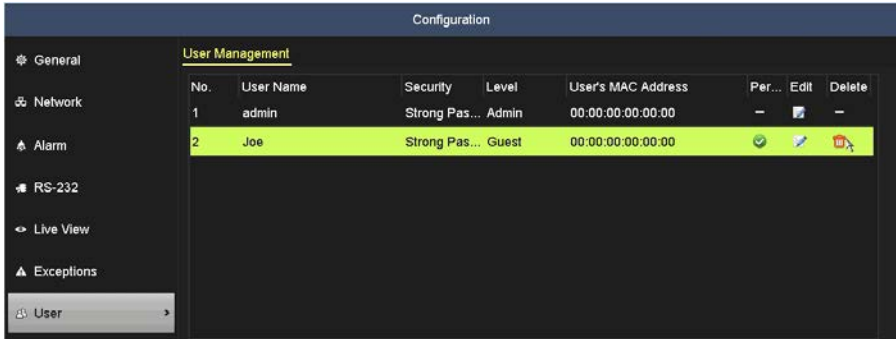 Configuration
General
Network
Alarm
RS-232
Live View
Exceptions
User
User Management
No. User Name Security Level User's MAC Address Per... Edit Delete
1 admin Strong Pas... Admin 00:00:00:00:00:00 – –
2 Joe Strong Pas... Guest 00:00:00:00:00:00